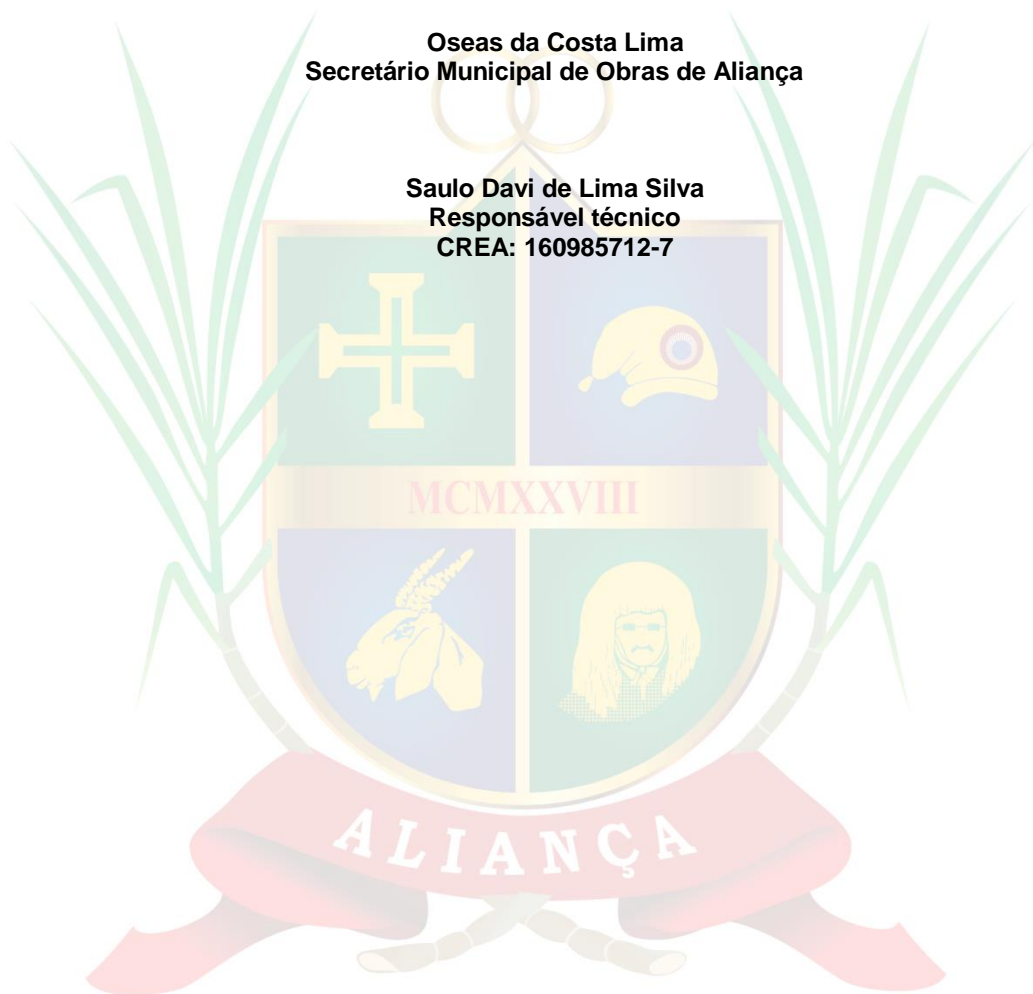 Oseas da Costa Lima
Secretário Municipal de Obras de Aliança
Saulo Davi de Lima Silva
Responsável técnico
CREA: 160985712-7
MCMXXVIII
ALIANÇA